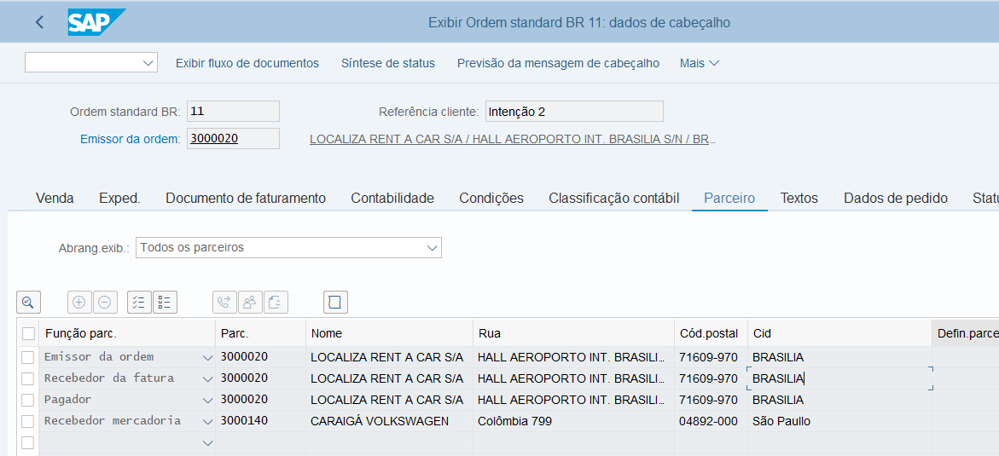 SAP
Exibir Ordem standard BR 11: dados de cabeçalho
Exibir fluxo de documentos Síntese de status Previsão da mensagem de cabeçalho Mais
Ordem standard BR: 11 Referência cliente: Intenção 2
Emissor da ordem: 3000020 LOCALIZA RENT A CAR S/A / HALL AEROPORTO INT. BRASILIA S/N / BR...
Venda Exped. Documento de faturamento Contabilidade Condições Classificação contábil Parceiro Textos Dados de pedido Statu
Abrang.exib.: Todos os parceiros
Função parc. Parc. Nome Rua Cód.postal Cid Defin.parce
Emissor da ordem 3000020 LOCALIZA RENT A CAR S/A HALL AEROPORTO INT. BRASILI... 71609-970 BRASILIA
Recebedor da fatura 3000020 LOCALIZA RENT A CAR S/A HALL AEROPORTO INT. BRASILI... 71609-970 BRASILIA
Pagador 3000020 LOCALIZA RENT A CAR S/A HALL AEROPORTO INT. BRASILI... 71609-970 BRASILIA
Recebedor mercadoria 3000140 CARAIGÁ VOLKSWAGEN Colômbia 799 04892-000 São Paullo